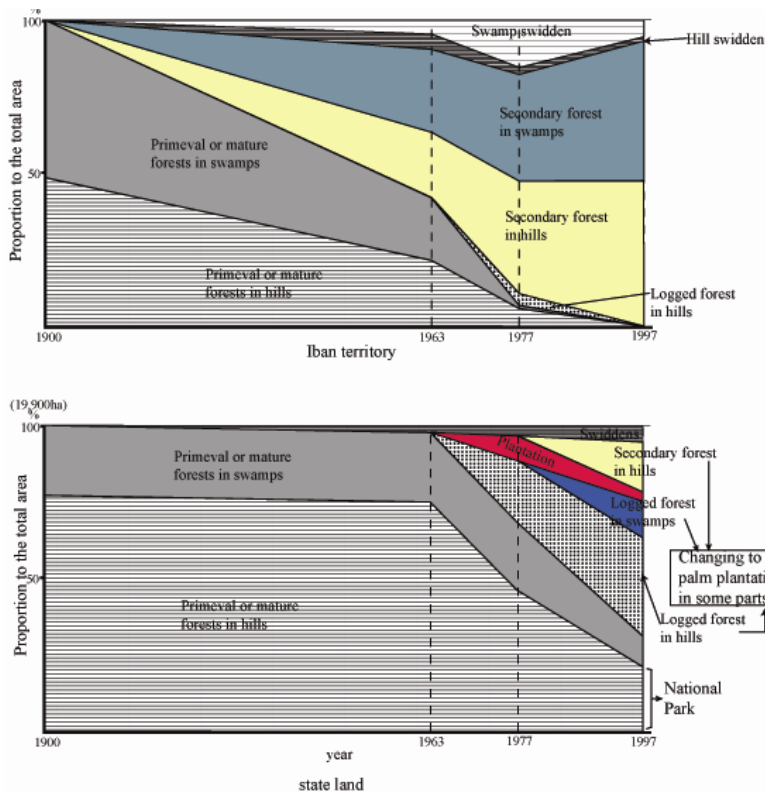 100
Swamp swidden
Hill swidden
Proportion to the total area
Primeval or mature
forests in swamps
Secondary forest
in swamps
50
Secondary forest
in hills
Primeval or mature
forests in hills
Logged forest
in hills
1900
1963
1977
1997
Iban territory
(19,900ha)
%
100
Swiddens
Plantation
Primeval or mature
forests in swamps
Secondary forest
in hills
Logged forest
in swamps
Proportion to the total area
50
Changing to
palm plantati
in some parts
Primeval or mature
forests in hills
Logged forest
in hills
National
Park
1900
1963
1977
1997
year
state land